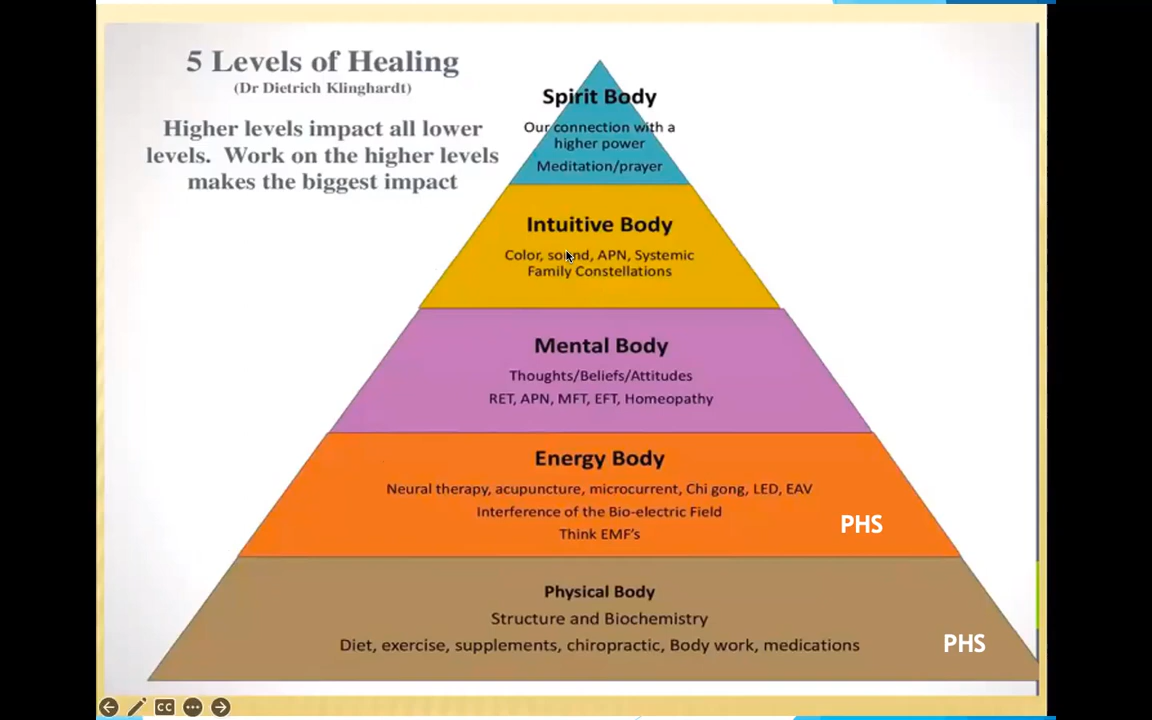 5 Levels of Healing
(Dr Dietrich Klinghardt)
Higher levels impact all lower
levels. Work on the higher levels
makes the biggest impact
Spirit Body
Our connection with a
higher power
Meditation/prayer
Intuitive Body
Color, sound, APN, Systemic
Family Constellations
Mental Body
Thoughts/Beliefs/Attitudes
RET, APN, MFT, EFT, Homeopathy
Energy Body
Neural therapy, acupuncture, microcurrent, Chi gong, LED, EAV
Interference of the Bio-electric Field
Think EMF's
PHS
Physical Body
Structure and Biochemistry
Diet, exercise, supplements, chiropractic, Body work, medications
PHS
CC